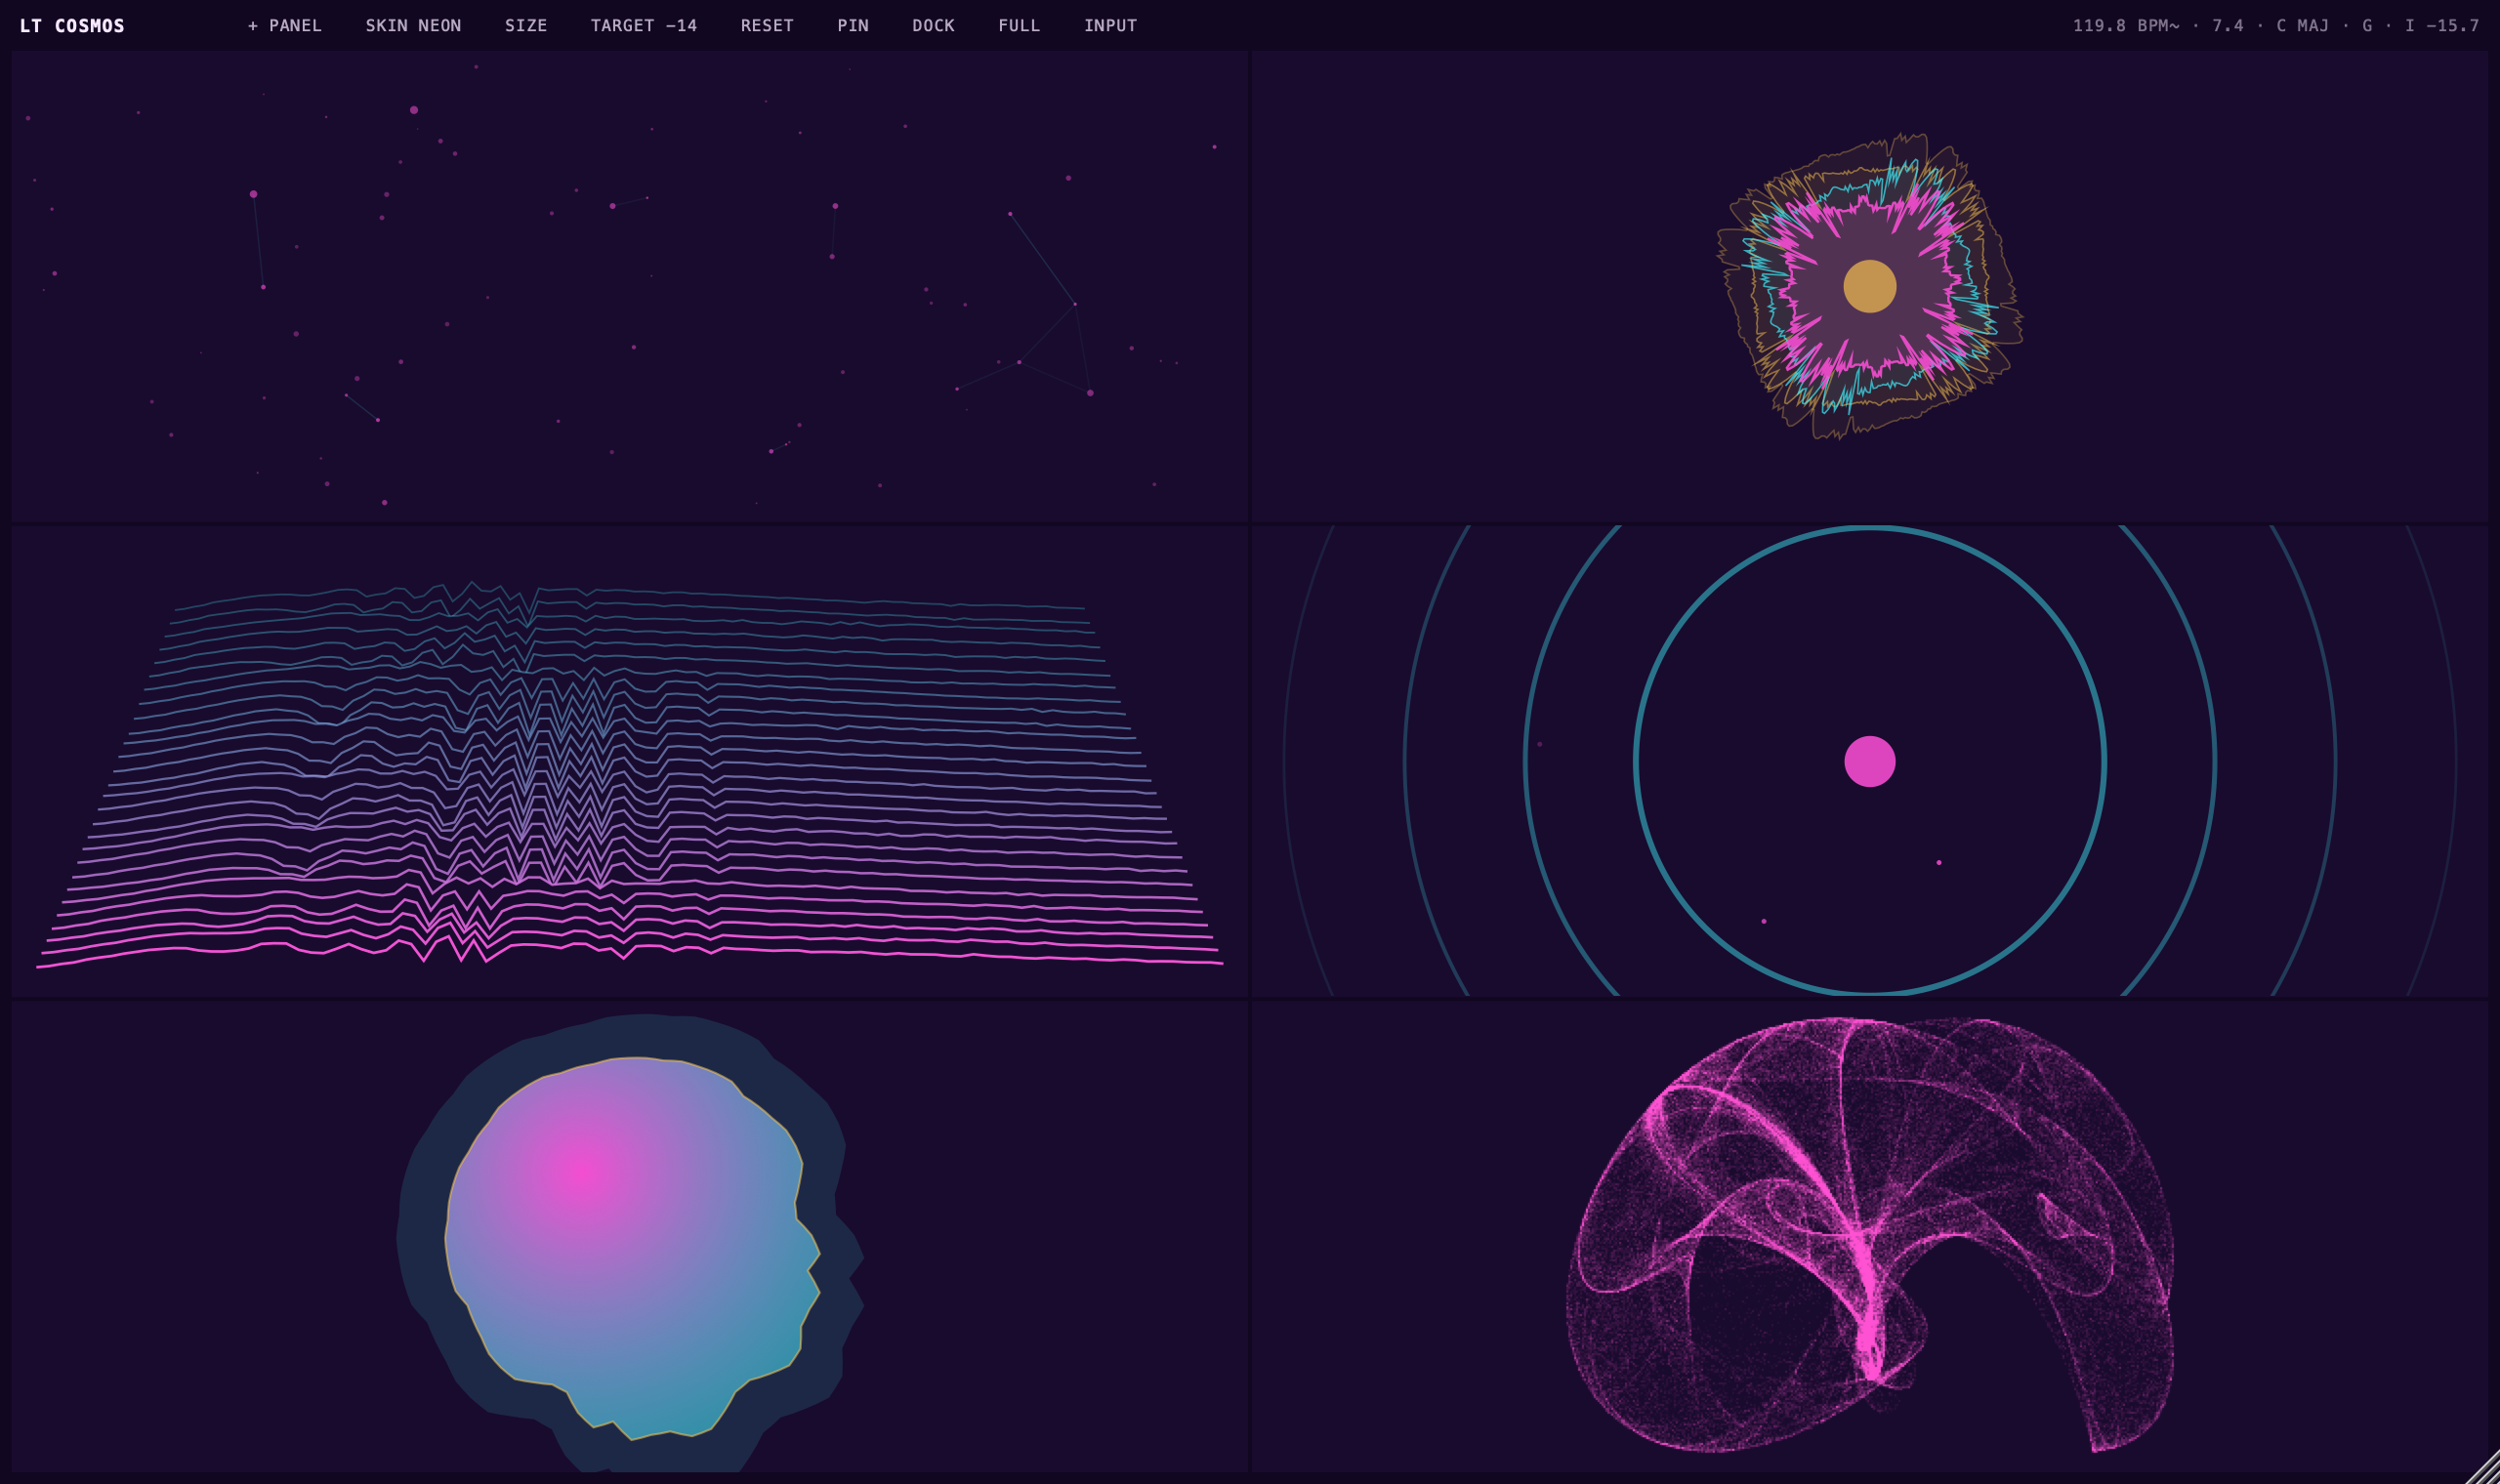 LT COSMOS + PANEL SKIN NEON SIZE TARGET −14 RESET PIN DOCK FULL INPUT 119.8 BPM~ · 7.4 · C MAJ · G · I −15.7